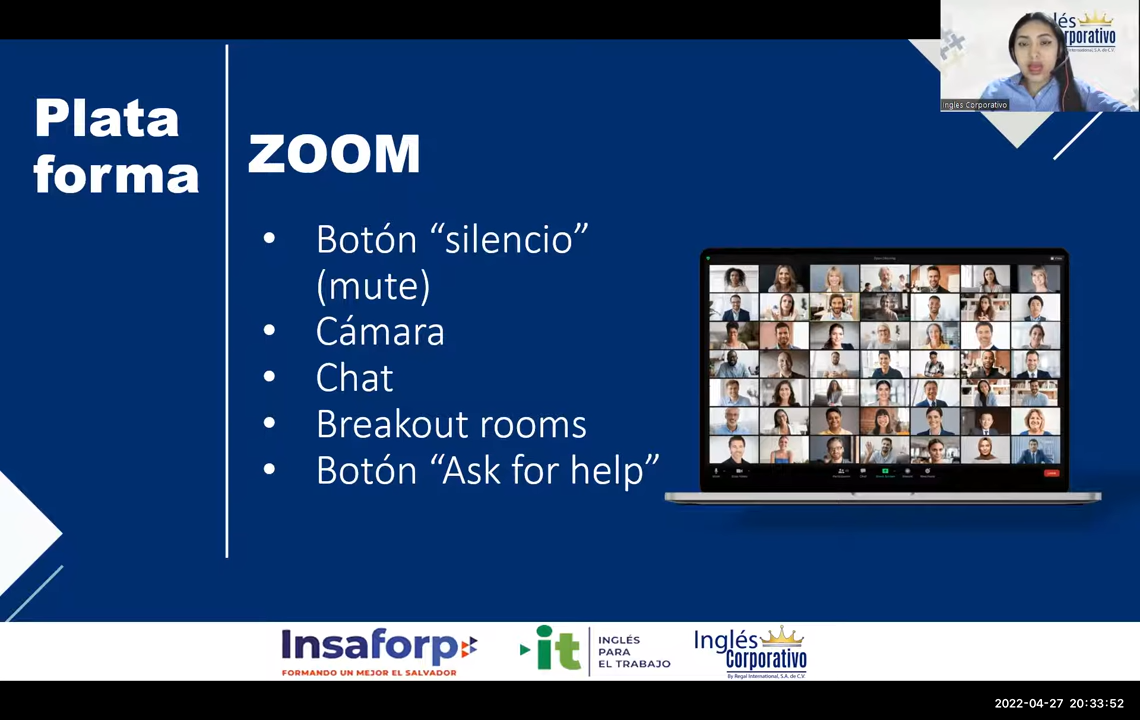 Plata
forma
ZOOM
• Botón “silencio”
(mute)
• Cámara
• Chat
• Breakout rooms
• Botón “Ask for help”
Inglés Corporativo
Insaforp
FORMANDO UN MEJOR EL SALVADOR
it
INGLÉS
PARA
EL TRABAJO
Inglés
Corporativo
By Regal International, S.A. de C.V.
2022-04-27 20:33:52